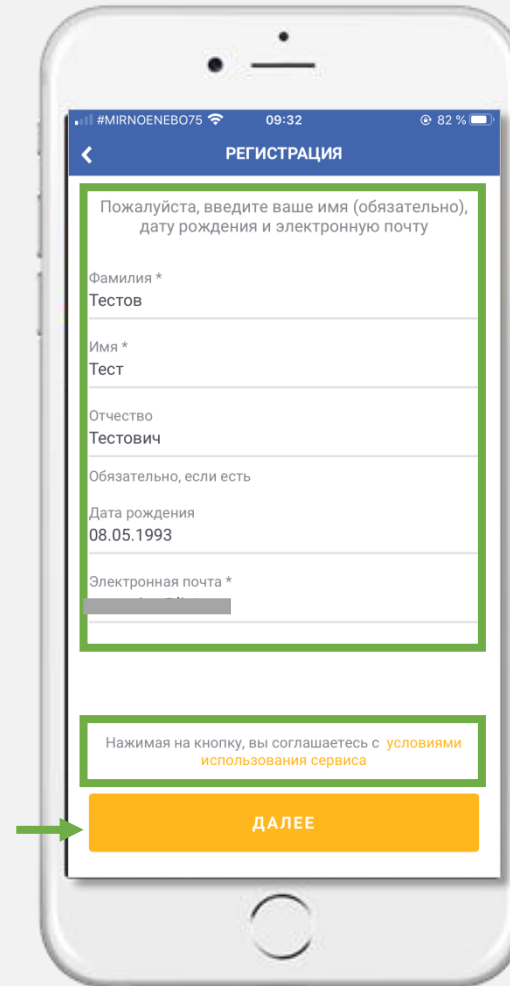 #MIRNOENEBO75 09:32 82 %
РЕГИСТРАЦИЯ
Пожалуйста, введите ваше имя (обязательно),
дату рождения и электронную почту
Фамилия *
Тестов
Имя *
Тест
Отчество
Тестович
Обязательно, если есть
Дата рождения
08.05.1993
Электронная почта *
Нажимая на кнопку, вы соглашаетесь с условиями
использования сервиса
ДАЛЕЕ